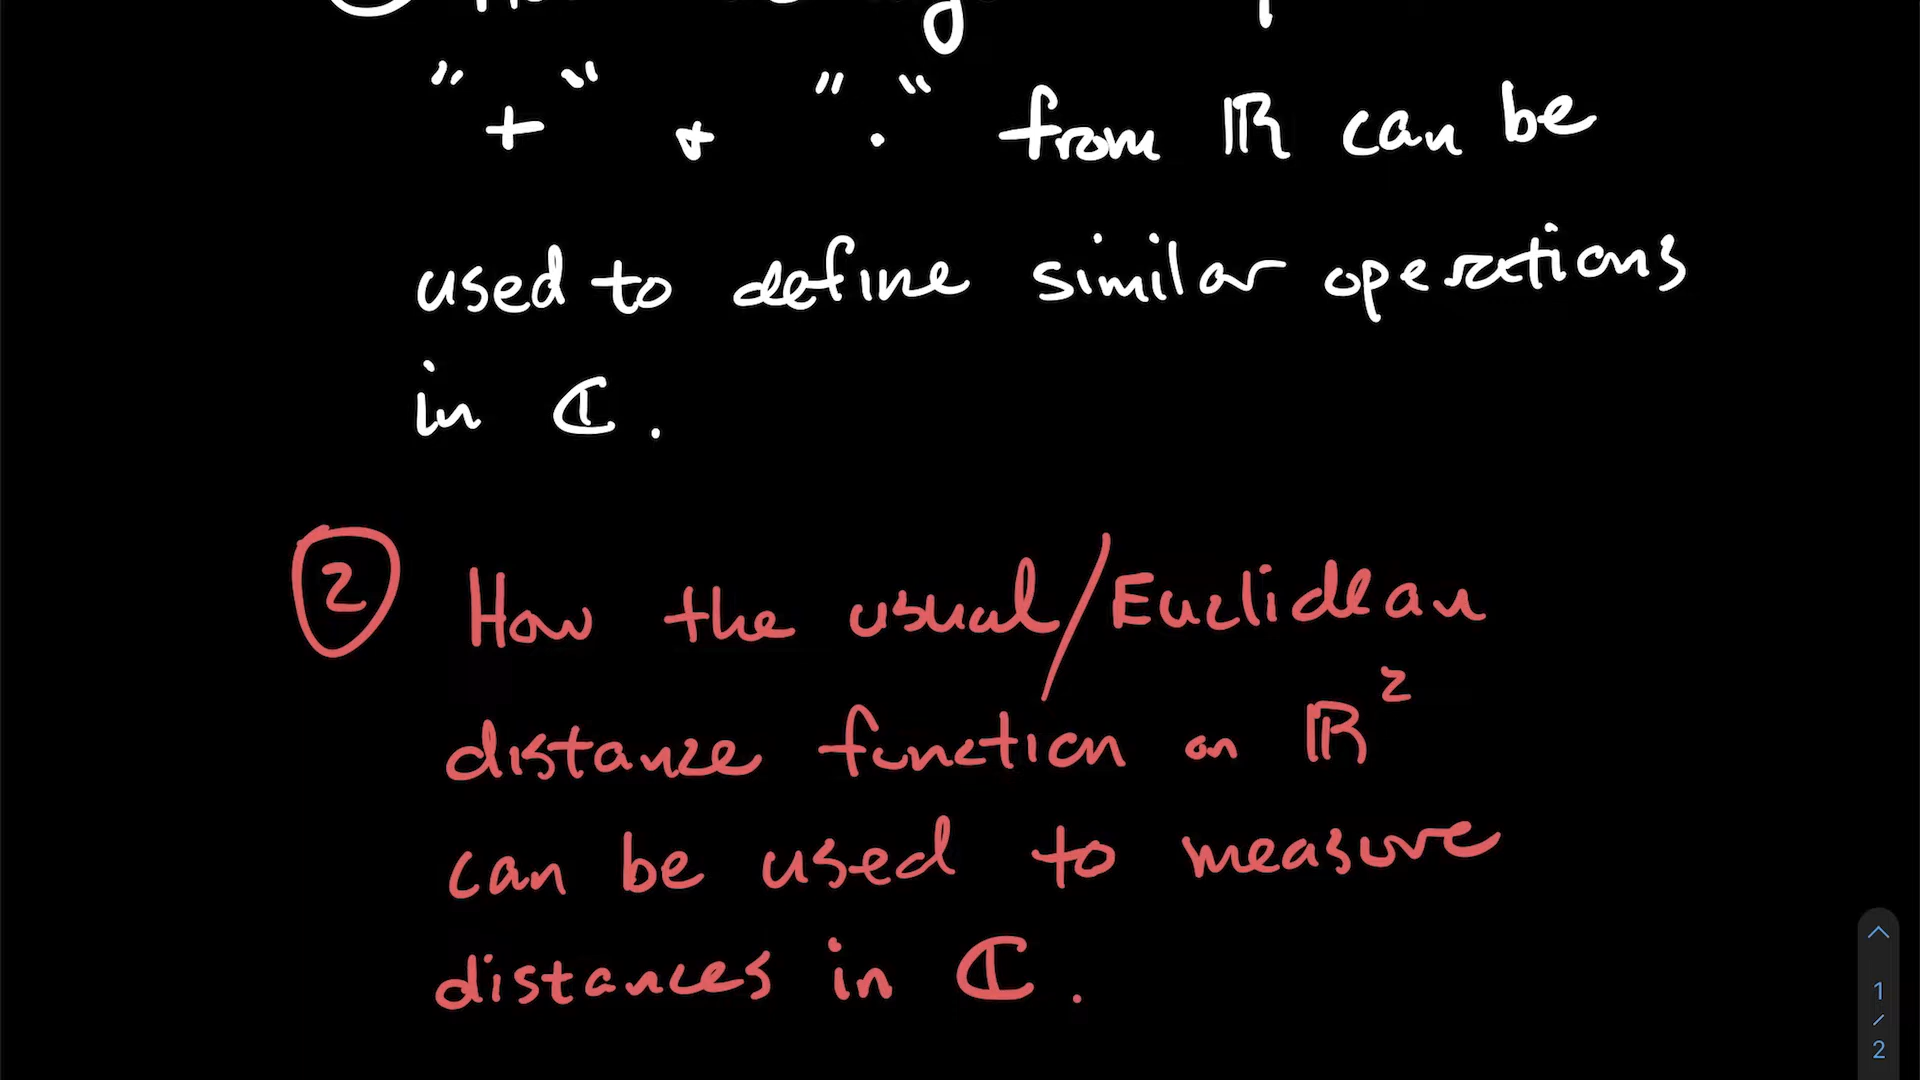 "+" & "." from ℝ can be
used to define similar operations
in ℂ.
② How the usual/Euclidean
distance function on ℝ²
can be used to measure
distances in ℂ.
1
/
2